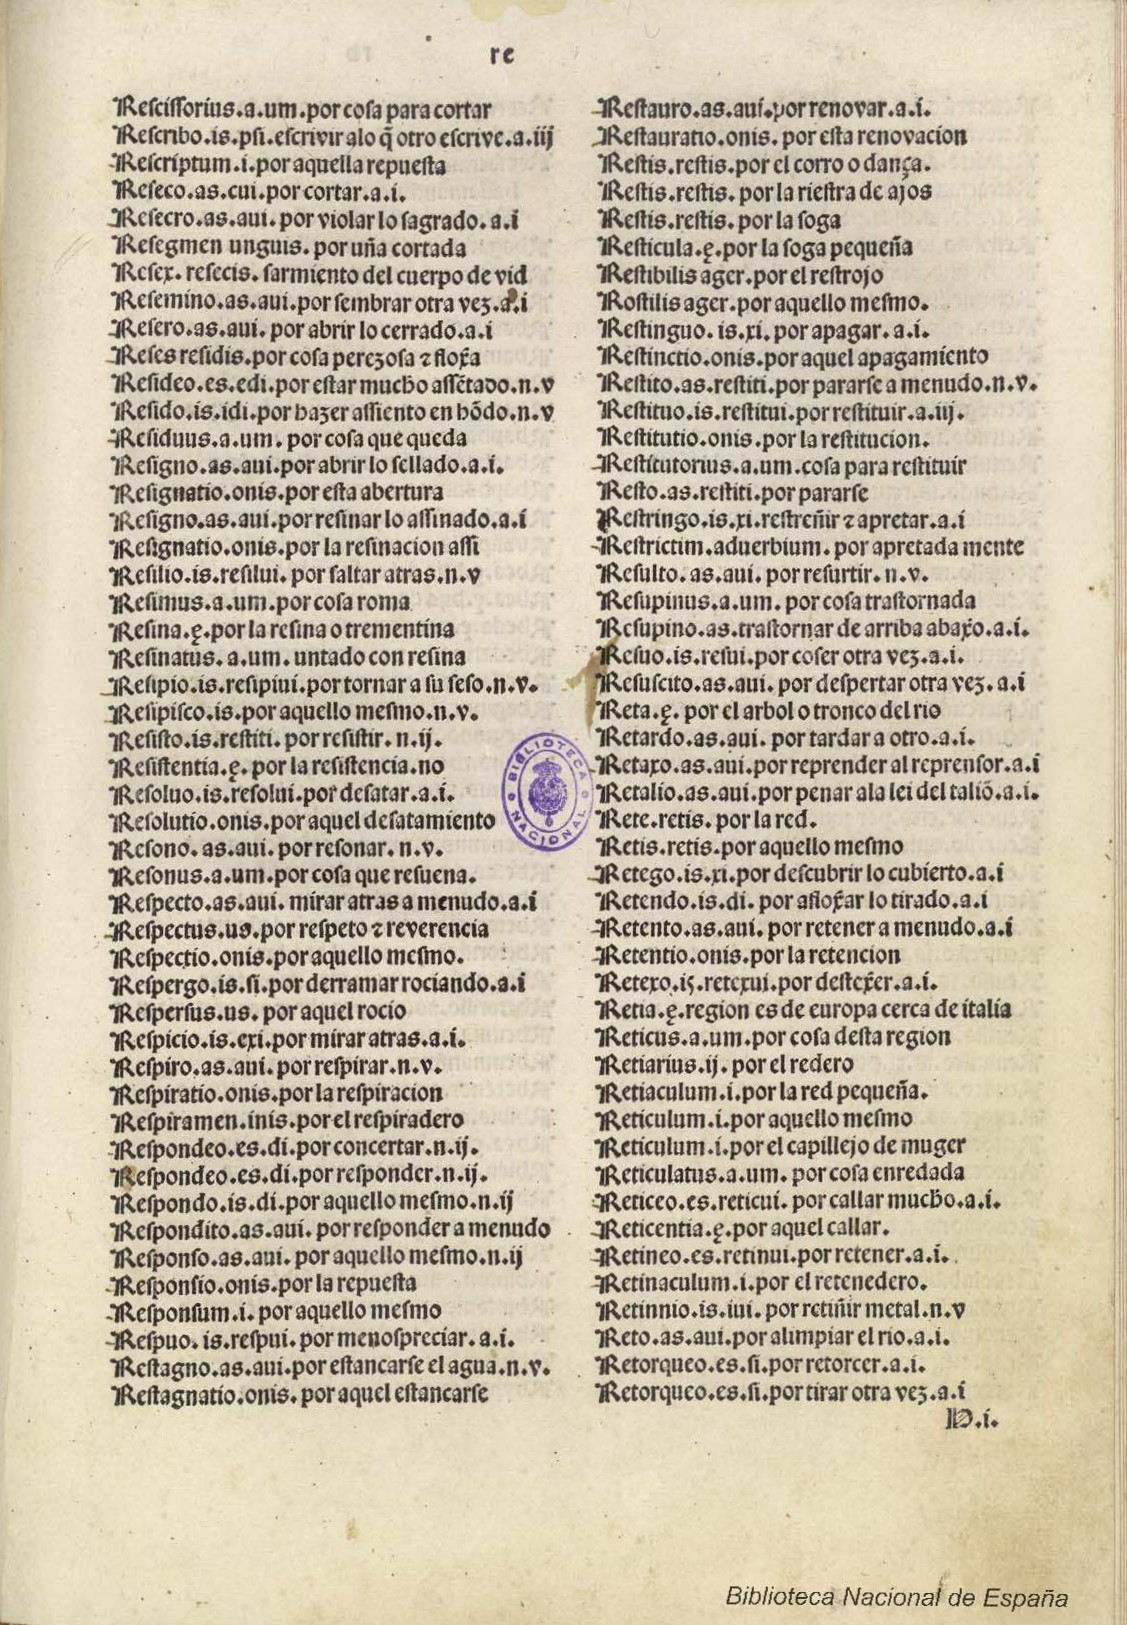 re
Rescissorius.a.um.por cosa para cortar
Rescribo.is.psi.escrivir alo q̃ otro escrive.a.iij
Rescriptum.i.por aquella repuesta
Reseco.as.cui.por cortar.a.i.
Resecro.as.aui.por violar lo sagrado.a.i
Resegmen unguis.por uña cortada
Resex.resecis.sarmiento del cuerpo de vid
Resemino.as.aui.por sembrar otra vez.a.i
Resero.as.aui.por abrir lo cerrado.a.i
Reses residis.por cosa perezosa ⁊ floxa
Resideo.es.edi.por estar mucho assẽtado.n.v
Resido.is.idi.por hazer assiento en hõdo.n.v
Residuus.a.um.por cosa que queda
Resigno.as.aui.por abrir lo sellado.a.i.
Resignatio.onis.por esta abertura
Resigno.as.aui.por resinar lo assinado.a.i
Resignatio.onis.por la resinacion assi
Resilio.is.resilui.por saltar atras.n.v
Resimus.a.um.por cosa roma
Resina.ę.por la resina o trementina
Resinatus.a.um.untado con resina
Resipio.is.resipiui.por tornar a su seso.n.v.
Resipisco.is.por aquello mesmo.n.v.
Resisto.is.restiti.por resistir.n.ij.
Resistentia.ę.por la resistencia.no
Resoluo.is.resolui.por desatar.a.i.
Resolutio.onis.por aquel desatamiento
Resono.as.aui.por resonar.n.v.
Resonus.a.um.por cosa que resuena.
Respecto.as.aui.mirar atras a menudo.a.i
Respectus.us.por respeto ⁊ reverencia
Respectio.onis.por aquello mesmo.
Respergo.is.si.por derramar rociando.a.i
Respersus.us.por aquel rocio
Respicio.is.exi.por mirar atras.a.i.
Respiro.as.aui.por respirar.n.v.
Respiratio.onis.por la respiracion
Respiramen.inis.por el respiradero
Respondeo.es.di.por concertar.n.ij.
Respondeo.es.di.por responder.n.ij.
Respondo.is.di.por aquello mesmo.n.ij
Respondito.as.aui.por responder a menudo
Responso.as.aui.por aquello mesmo.n.ij
Responsio.onis.por la repuesta
Responsum.i.por aquello mesmo
Respuo.is.respui.por menospreciar.a.i.
Restagno.as.aui.por estancarse el agua.n.v.
Restagnatio.onis.por aquel estancarse
Restauro.as.aui.por renovar.a.i.
Restauratio.onis.por esta renovacion
Restis.restis.por el corro o dança.
Restis.restis.por la riestra de ajos
Restis.restis.por la soga
Resticula.ę.por la soga pequeña
Restibilis ager.por el restrojo
Rostilis ager.por aquello mesmo.
Restinguo.is.xi.por apagar.a.i.
Restinctio.onis.por aquel apagamiento
Restito.as.restiti.por pararse a menudo.n.v.
Restituo.is.restitui.por restituir.a.iij.
Restitutio.onis.por la restitucion.
Restitutorius.a.um.cosa para restituir
Resto.as.restiti.por pararse
Restringo.is.xi.restreñir ⁊ apretar.a.i
Restrictim.aduerbium.por apretada mente
Resulto.as.aui.por resurtir.n.v.
Resupinus.a.um.por cosa trastornada
Resupino.as.trastornar de arriba abaxo.a.i.
Resuo.is.resui.por coser otra vez.a.i.
Resuscito.as.aui.por despertar otra vez.a.i
Reta.ę.por el arbol o tronco del rio
Retardo.as.aui.por tardar a otro.a.i.
Retaxo.as.aui.por reprender al reprensor.a.i
Retalio.as.aui.por penar ala lei del taliõ.a.i.
Rete.retis.por la red.
Retis.retis.por aquello mesmo
Retego.is.xi.por descubrir lo cubierto.a.i
Retendo.is.di.por afloxar lo tirado.a.i
Retento.as.aui.por retener a menudo.a.i
Retentio.onis.por la retencion
Retexo.is.retexui.por destexer.a.i.
Retia.ę.region es de europa cerca de italia
Reticus.a.um.por cosa desta region
Retiarius.ij.por el redero
Retiaculum.i.por la red pequeña.
Reticulum.i.por aquello mesmo
Reticulum.i.por el capillejo de muger
Reticulatus.a.um.por cosa enredada
Reticeo.es.reticui.por callar mucho.a.i.
Reticentia.ę.por aquel callar.
Retineo.es.retinui.por retener.a.i.
Retinaculum.i.por el retenedero.
Retinnio.is.iui.por retiñir metal.n.v
Reto.as.aui.por alimpiar el rio.a.i.
Retorqueo.es.si.por retorcer.a.i.
Retorqueo.es.si.por tirar otra vez.a.i
BIBLIOTECA NACIONAL
Biblioteca Nacional de España